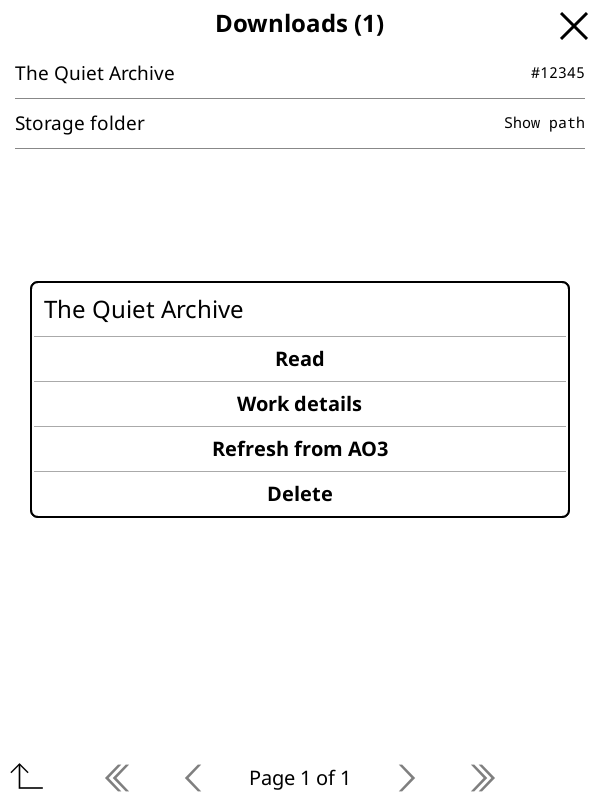 Downloads (1)
The Quiet Archive #12345
Storage folder Show path
The Quiet Archive
Read
Work details
Refresh from AO3
Delete
Page 1 of 1